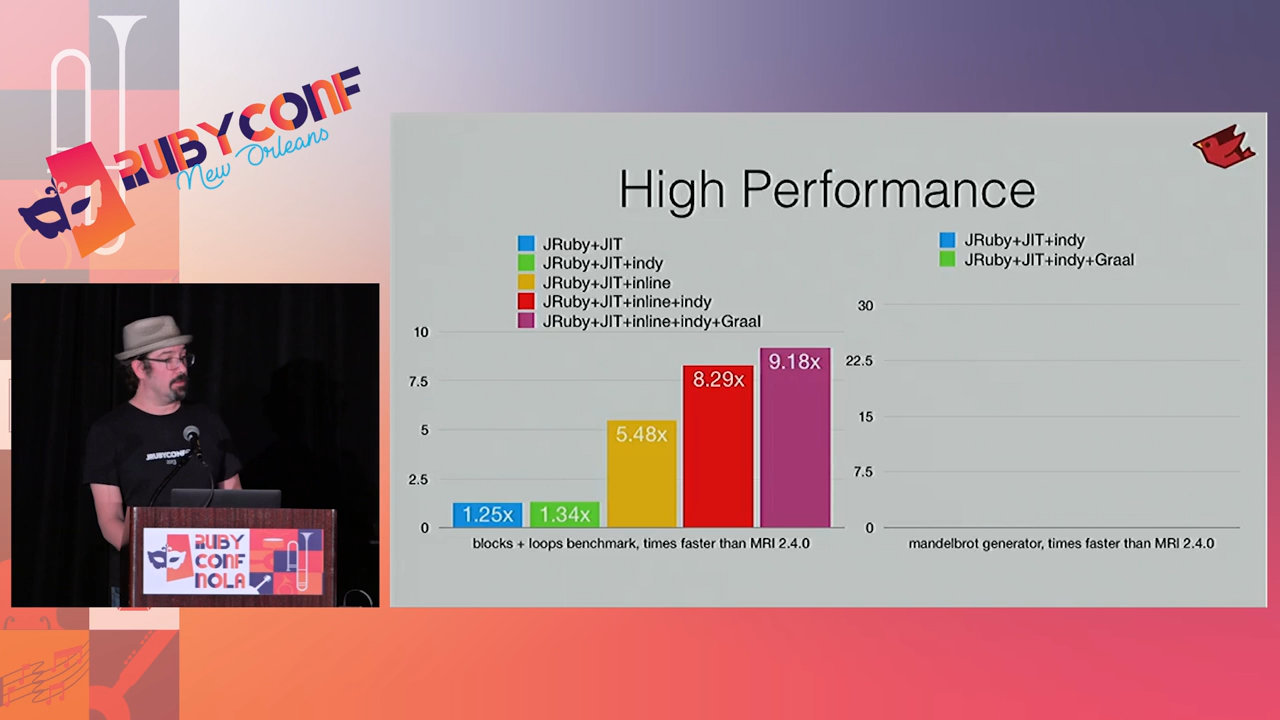 RUBYCONF
New Orleans
High Performance
JRuby+JIT
JRuby+JIT+indy
JRuby+JIT+inline
JRuby+JIT+inline+indy
JRuby+JIT+inline+indy+Graal
10
7.5
5
2.5
0
1.25x
1.34x
5.48x
8.29x
9.18x
blocks + loops benchmark, times faster than MRI 2.4.0
JRuby+JIT+indy
JRuby+JIT+indy+Graal
30
22.5
15
7.5
0
mandelbrot generator, times faster than MRI 2.4.0
RUBY
CONF
NOLA